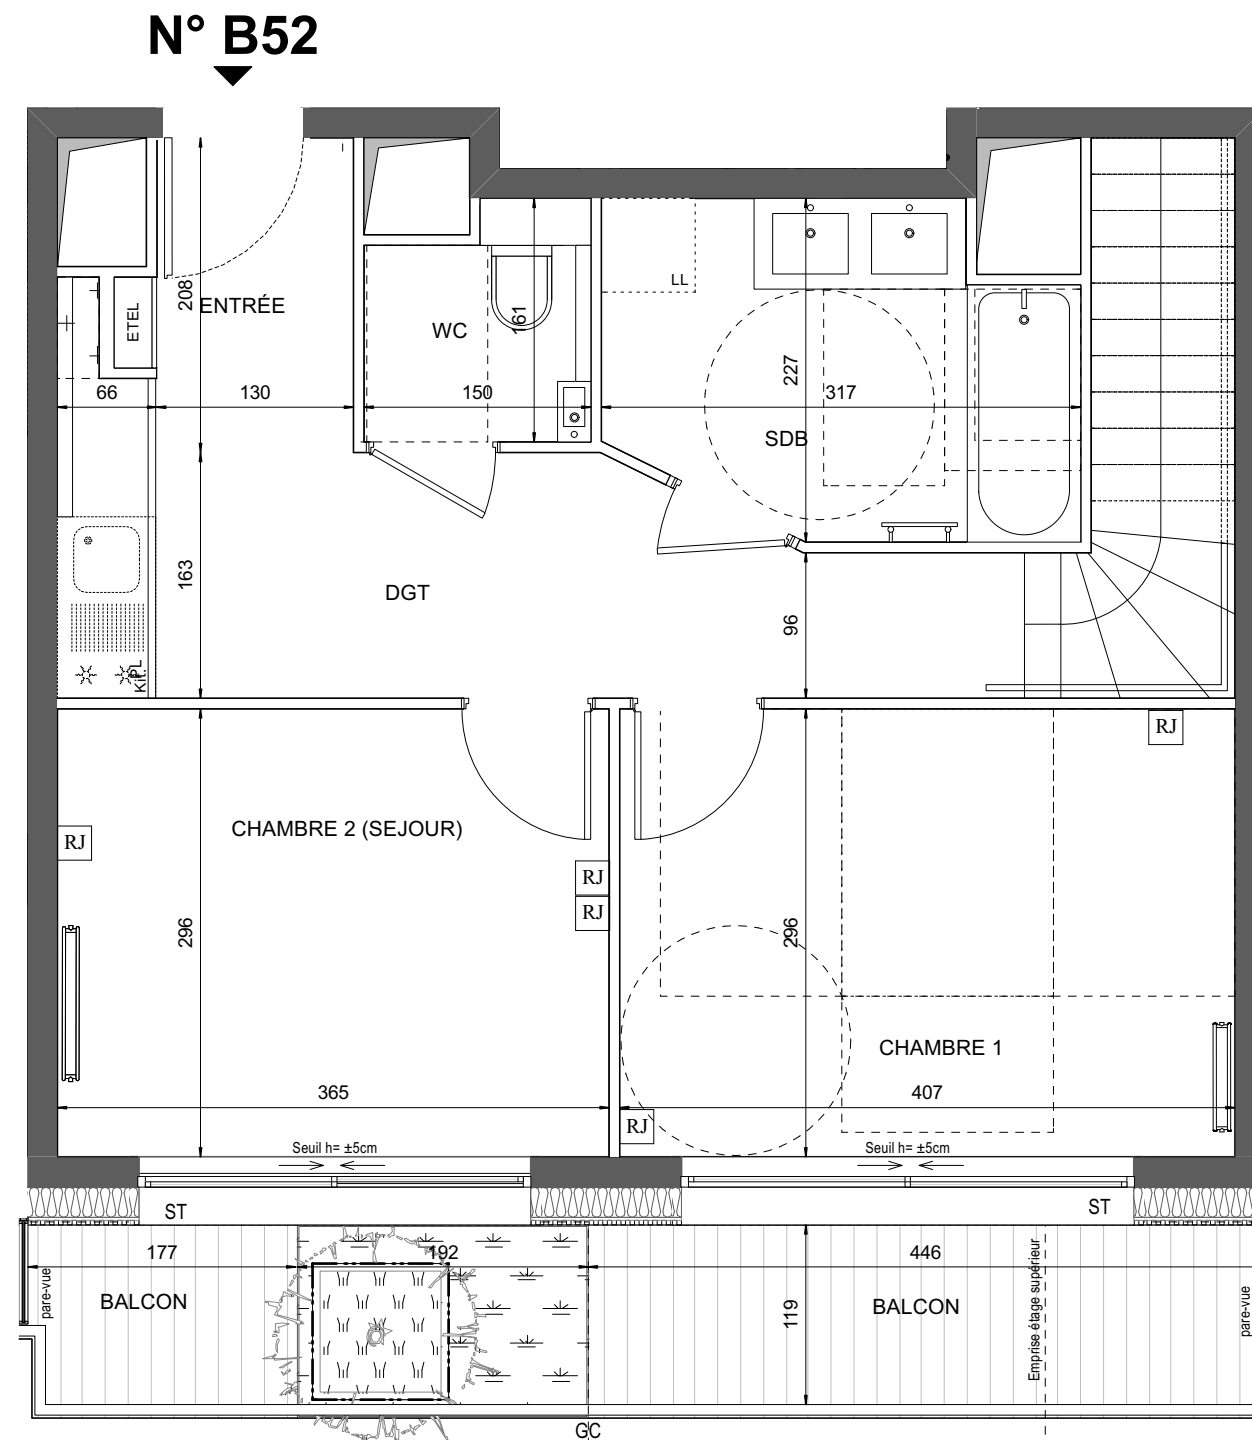 N° B52
208
ENTRÉE
ETEL
WC
161
LL
227
66
130
150
317
SDB
163
DGT
96
PL
Kit.
RJ
CHAMBRE 2 (SEJOUR)
RJ
RJ
RJ
296
296
CHAMBRE 1
365
407
RJ
Seuil h= ±5cm
Seuil h= ±5cm
ST
ST
177
192
446
pare-vue
BALCON
119
BALCON
Emprise étage supérieur
pare-vue
GC